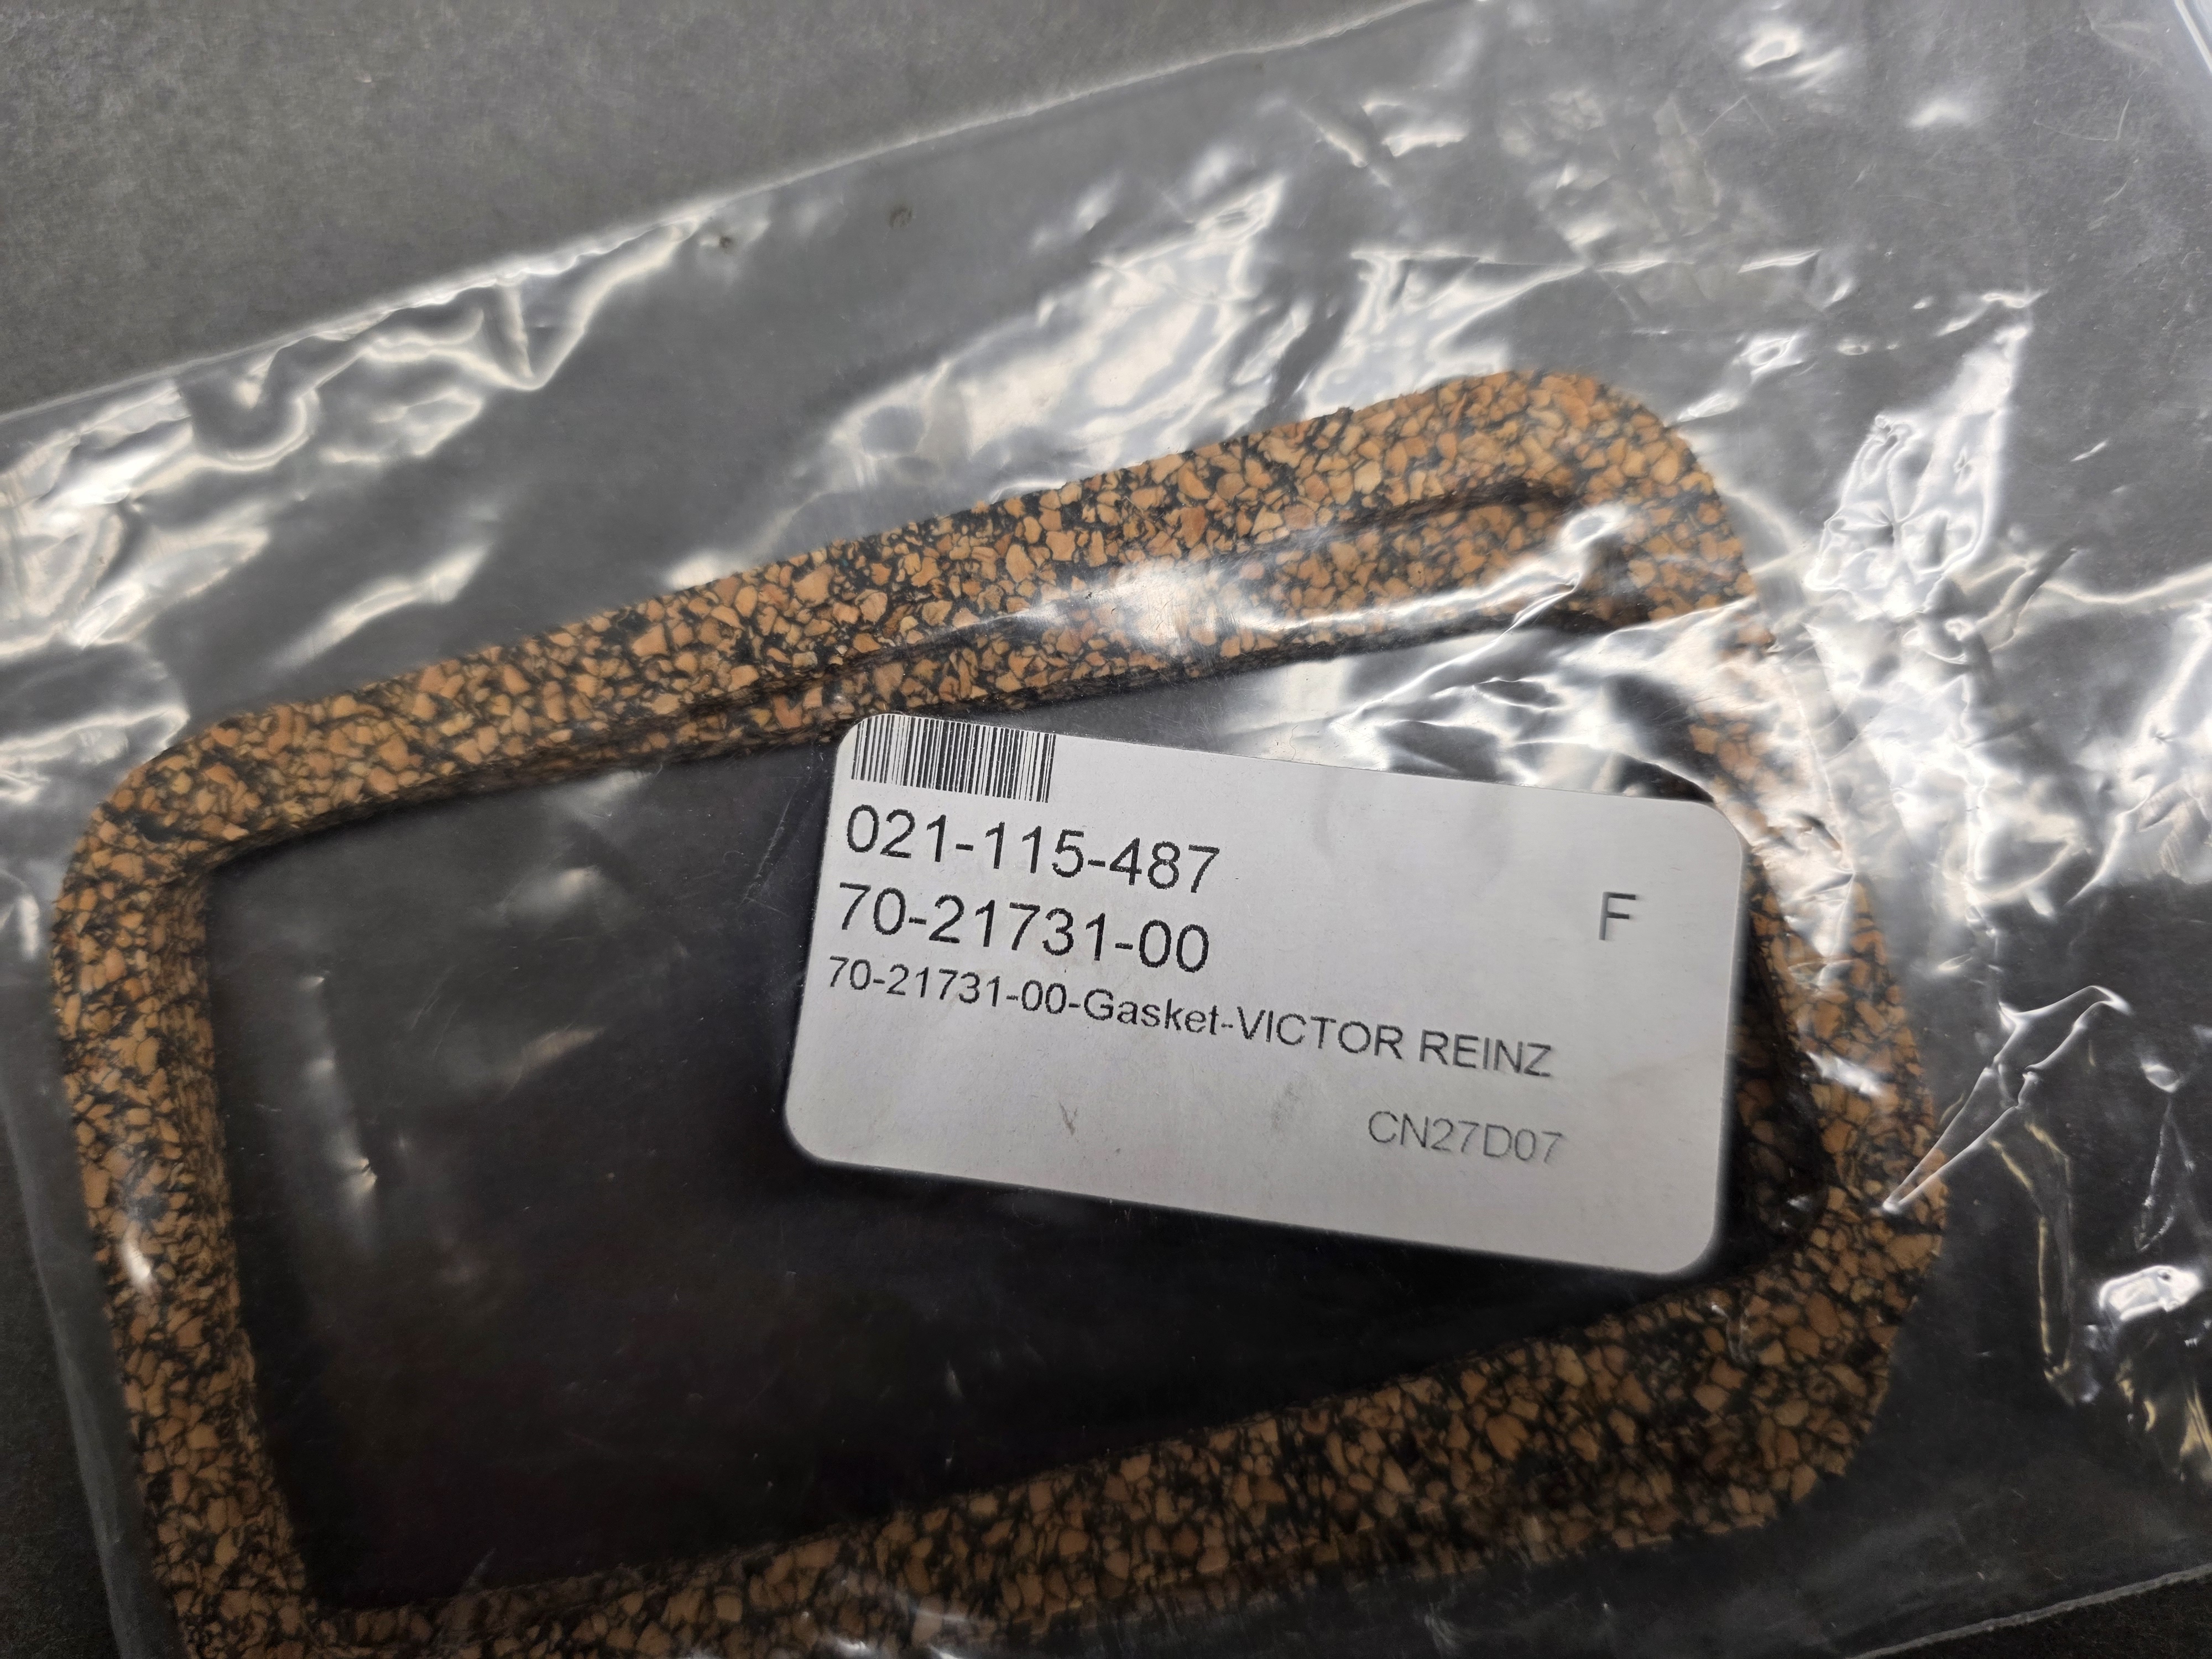 021-115-487
70-21731-00
F
70-21731-00-Gasket-VICTOR REINZ
CN27D07